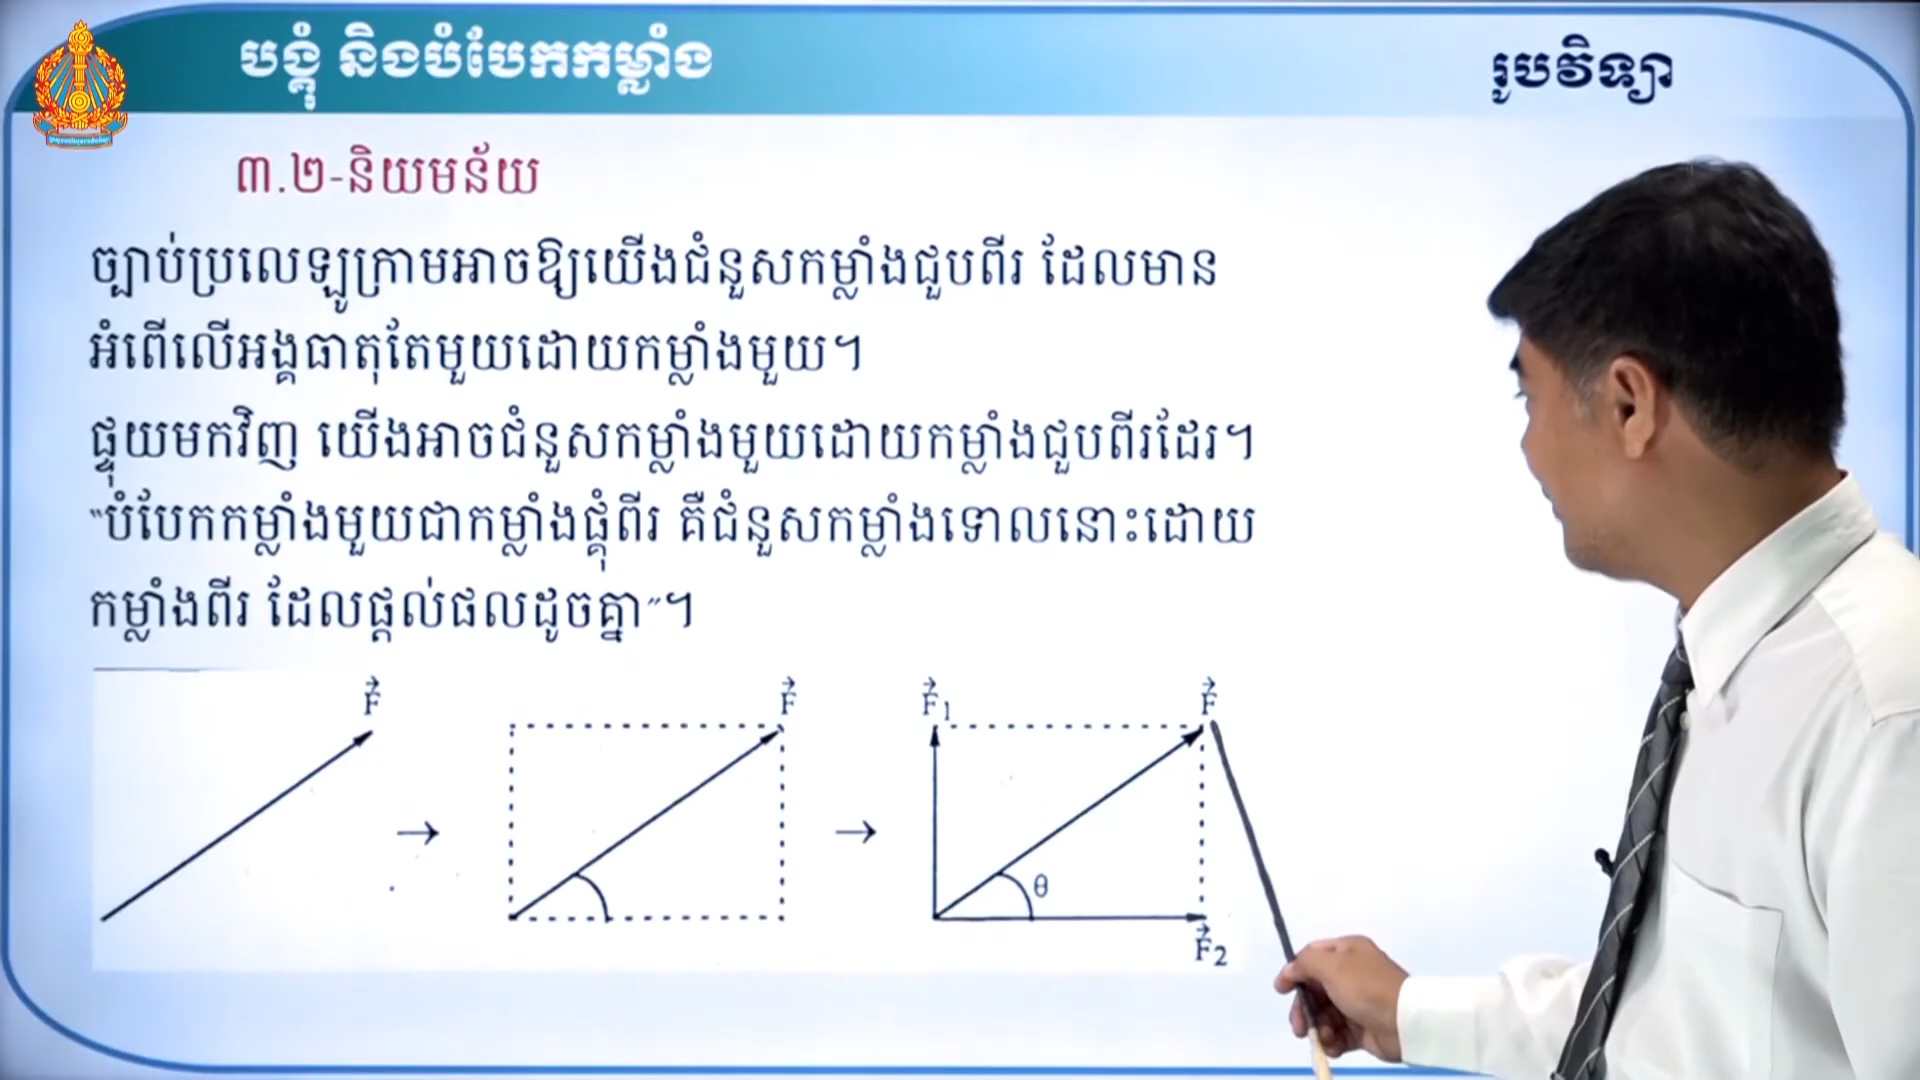 បង្គុំ និងបំបែកកម្លាំង
រូបវិទ្យា
៣.២-និយមន័យ
ច្បាប់ប្រលេឡូក្រាមអាចឱ្យយើងជំនួសកម្លាំងជួបពីរ ដែលមាន
អំពើលើអង្គធាតុតែមួយដោយកម្លាំងមួយ។
ផ្ទុយមកវិញ យើងអាចជំនួសកម្លាំងមួយដោយកម្លាំងជួបពីរដែរ។
"បំបែកកម្លាំងមួយជាកម្លាំងផ្គុំពីរ គឺជំនួសកម្លាំងទោលនោះដោយ
កម្លាំងពីរ ដែលផ្តល់ផលដូចគ្នា"។
F⃗
F⃗
F⃗₁
F⃗
θ
F⃗₂